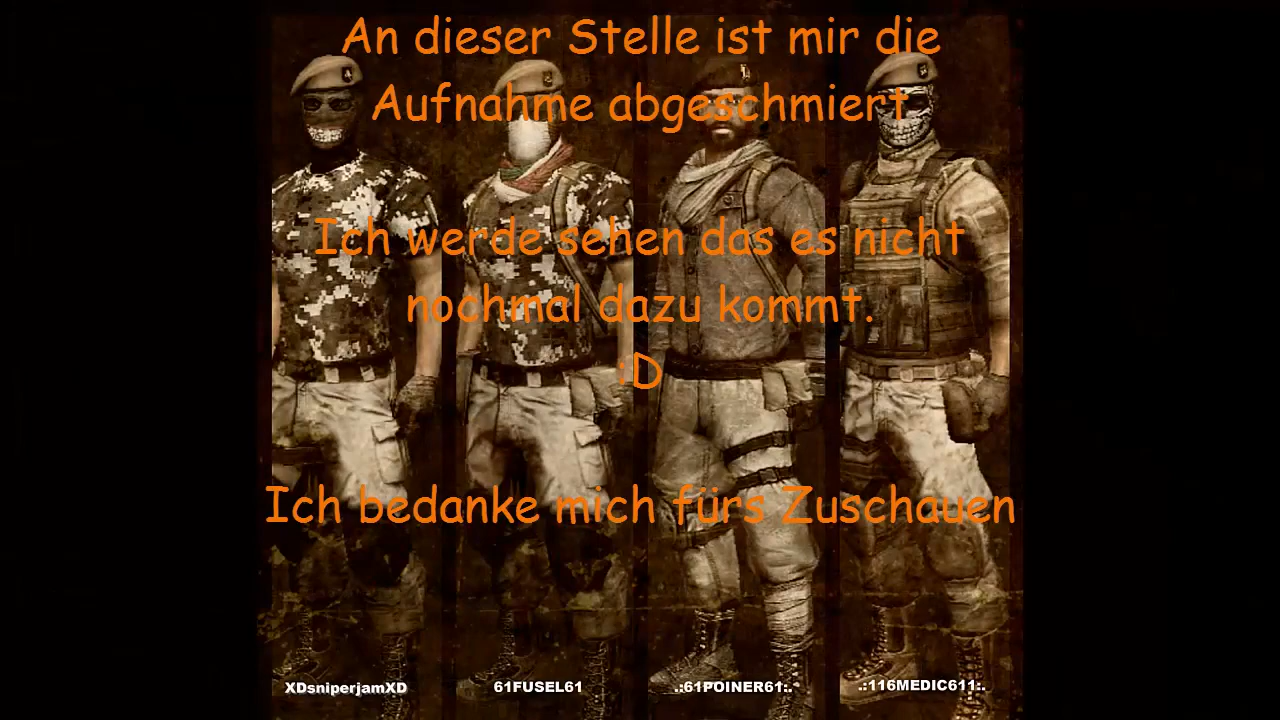 An dieser Stelle ist mir die
Aufnahme abgeschmiert
Ich werde sehen das es nicht
nochmal dazu kommt.
:D
Ich bedanke mich fürs Zuschauen
XDsniperjamXD
61FUSEL61
.:61POINER61:.
.:116MEDIC611:.